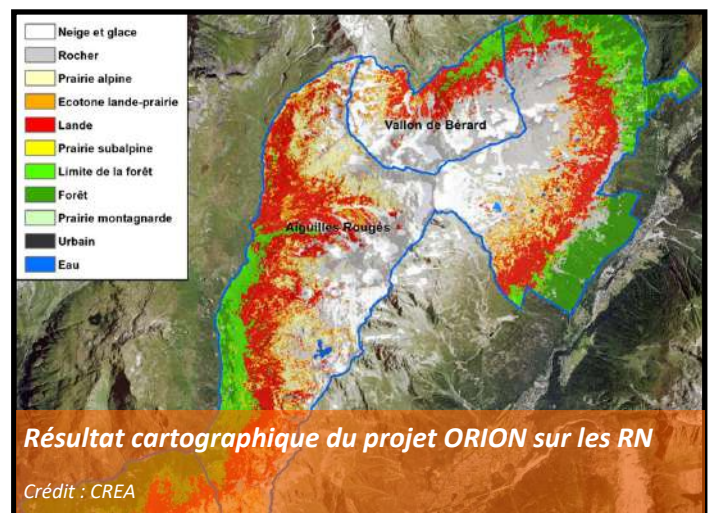 Neige et glace
Rocher
Prairie alpine
Ecotone lande-prairie
Lande
Prairie subalpine
Limite de la forêt
Forêt
Prairie montagnarde
Urbain
Eau
Vallon de Bérard
Aiguilles Rouges
Résultat cartographique du projet ORION sur les RN
Crédit : CREA